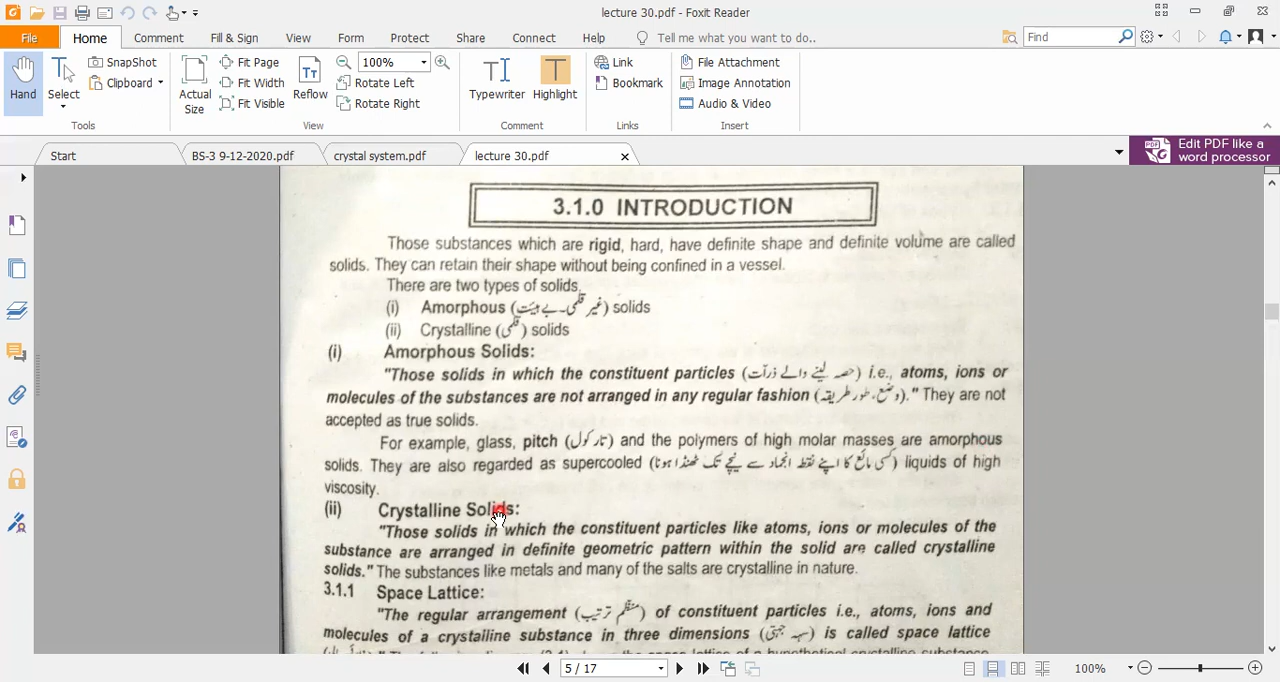 lecture 30.pdf - Foxit Reader
File Home Comment Fill & Sign View Form Protect Share Connect Help Tell me what you want to do.. Find
Hand
Select
SnapShot
Clipboard
Tools
Actual Size
Fit Page
Fit Width
Fit Visible
Reflow
100%
Rotate Left
Rotate Right
View
Typewriter
Highlight
Comment
Link
Bookmark
Links
File Attachment
Image Annotation
Audio & Video
Insert
Start BS-3 9-12-2020.pdf crystal system.pdf lecture 30.pdf
Edit PDF like a
word processor
3.1.0 INTRODUCTION
Those substances which are rigid, hard, have definite shape and definite volume are called
solids. They can retain their shape without being confined in a vessel.
There are two types of solids.
(i) Amorphous (غیر قلمی۔بے ہیئت) solids
(ii) Crystalline (قلمی) solids
(i) Amorphous Solids:
"Those solids in which the constituent particles (حصہ لینے والے ذرّات) i.e., atoms, ions or
molecules of the substances are not arranged in any regular fashion (وضع، طور طریقہ)." They are not
accepted as true solids.
For example, glass, pitch (تارکول) and the polymers of high molar masses are amorphous
solids. They are also regarded as supercooled (کسی مائع کا اپنے نقطہ انجماد سے نیچے تک ٹھنڈا ہونا) liquids of high
viscosity.
(ii) Crystalline Solids:
"Those solids in which the constituent particles like atoms, ions or molecules of the
substance are arranged in definite geometric pattern within the solid are called crystalline
solids." The substances like metals and many of the salts are crystalline in nature.
3.1.1 Space Lattice:
"The regular arrangement (منظم ترتیب) of constituent particles i.e., atoms, ions and
molecules of a crystalline substance in three dimensions (سہ جہتی) is called space lattice
5 / 17
100%